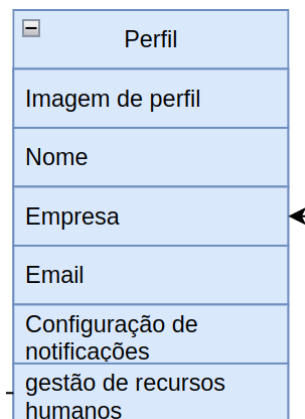 Perfil
Imagem de perfil
Nome
Empresa
Email
Configuração de
notificações
gestão de recursos
humanos